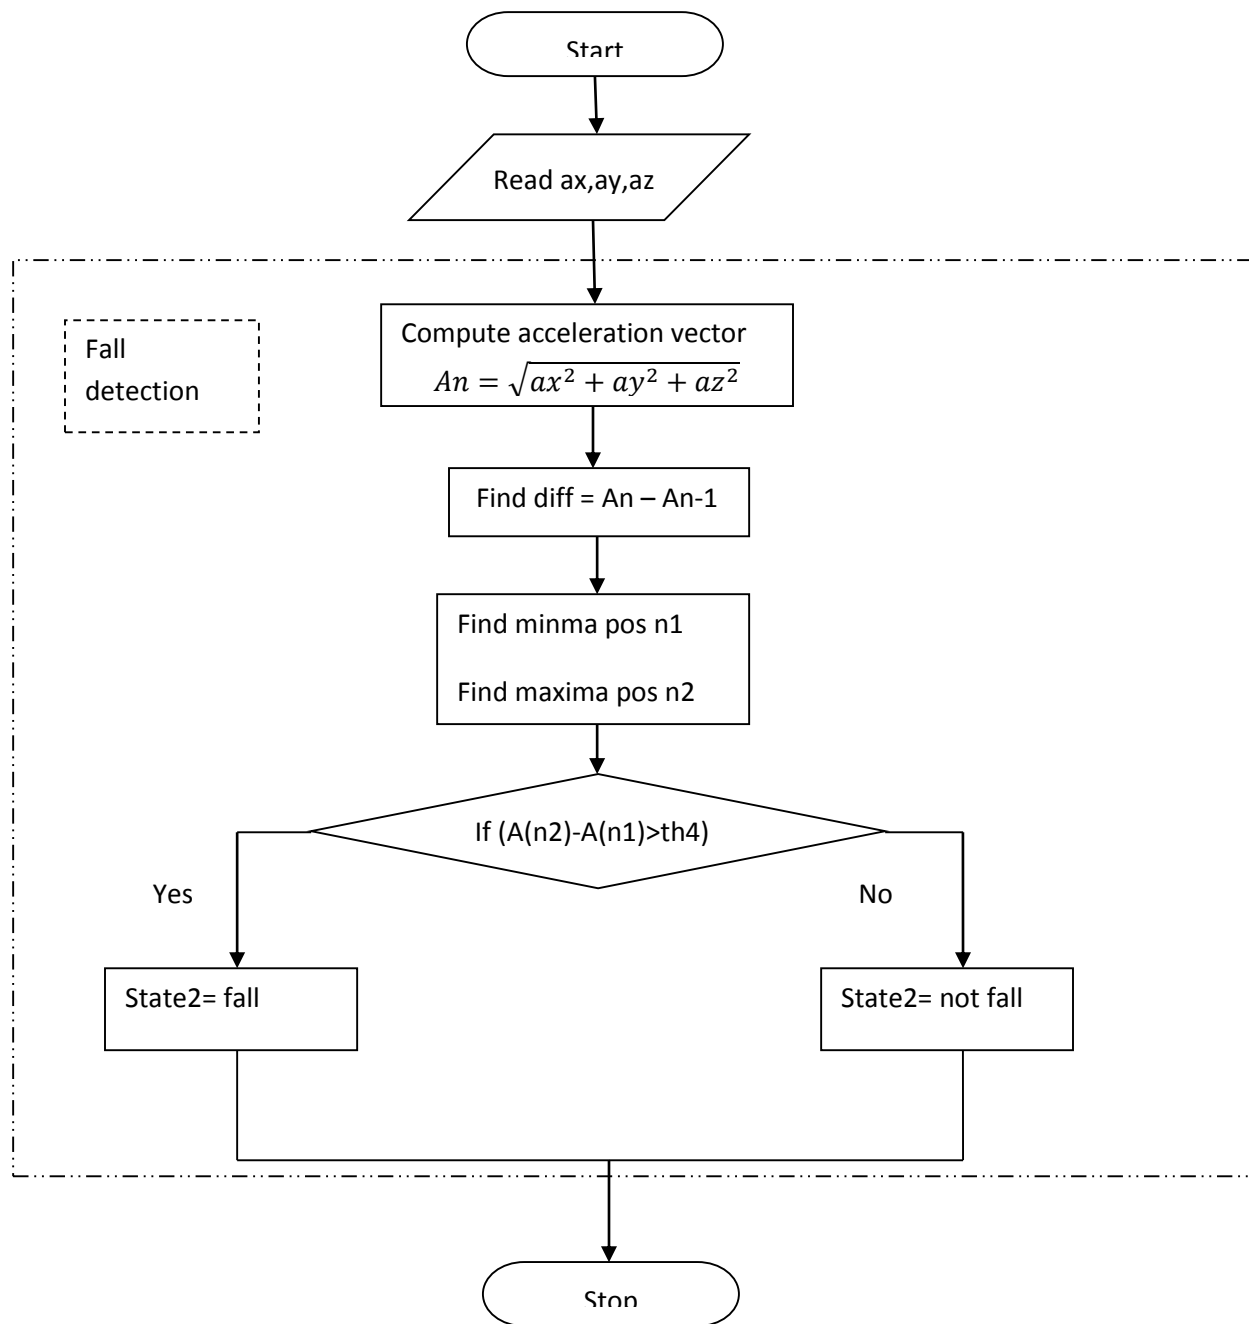 Start
Read ax,ay,az
Fall
detection
Compute acceleration vector
An = √ax² + ay² + az²
Find diff = An – An-1
Find minma pos n1
Find maxima pos n2
If (A(n2)-A(n1)>th4)
Yes
No
State2= fall
State2= not fall
Stop